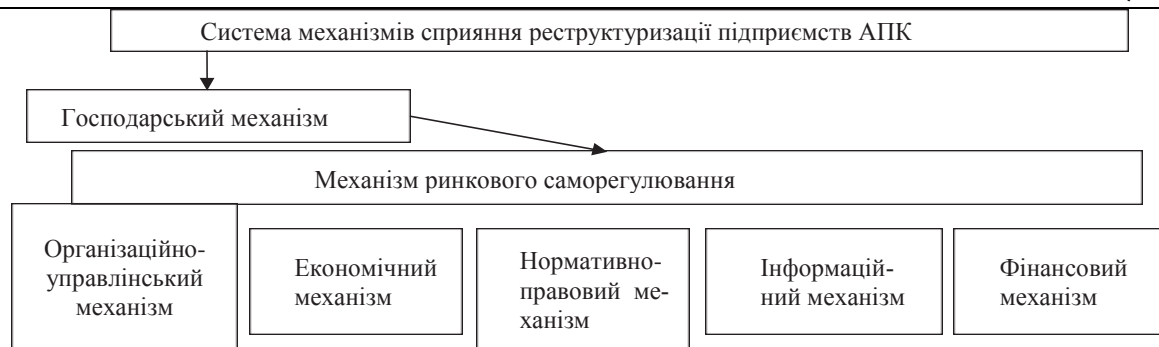 Система механізмів сприяння реструктуризації підприємств АПК
Господарський механізм
Механізм ринкового саморегулювання
Організаційно-
управлінський
механізм
Економічний
механізм
Нормативно-
правовий ме-
ханізм
Інформацій-
ний механізм
Фінансовий
механізм